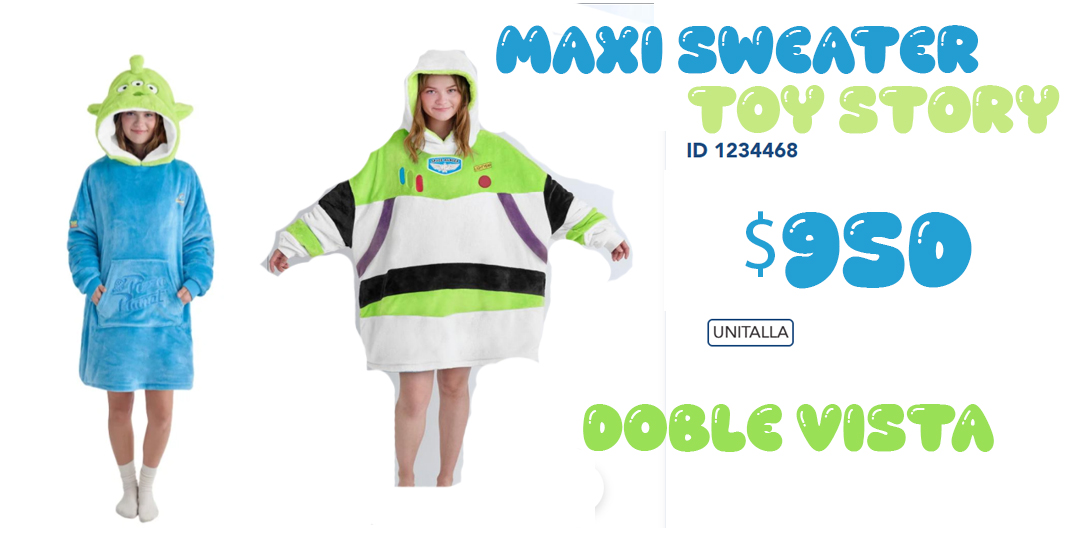 MAXI SWEATER
TOY STORY
ID 1234468
$950
UNITALLA
DOBLE VISTA